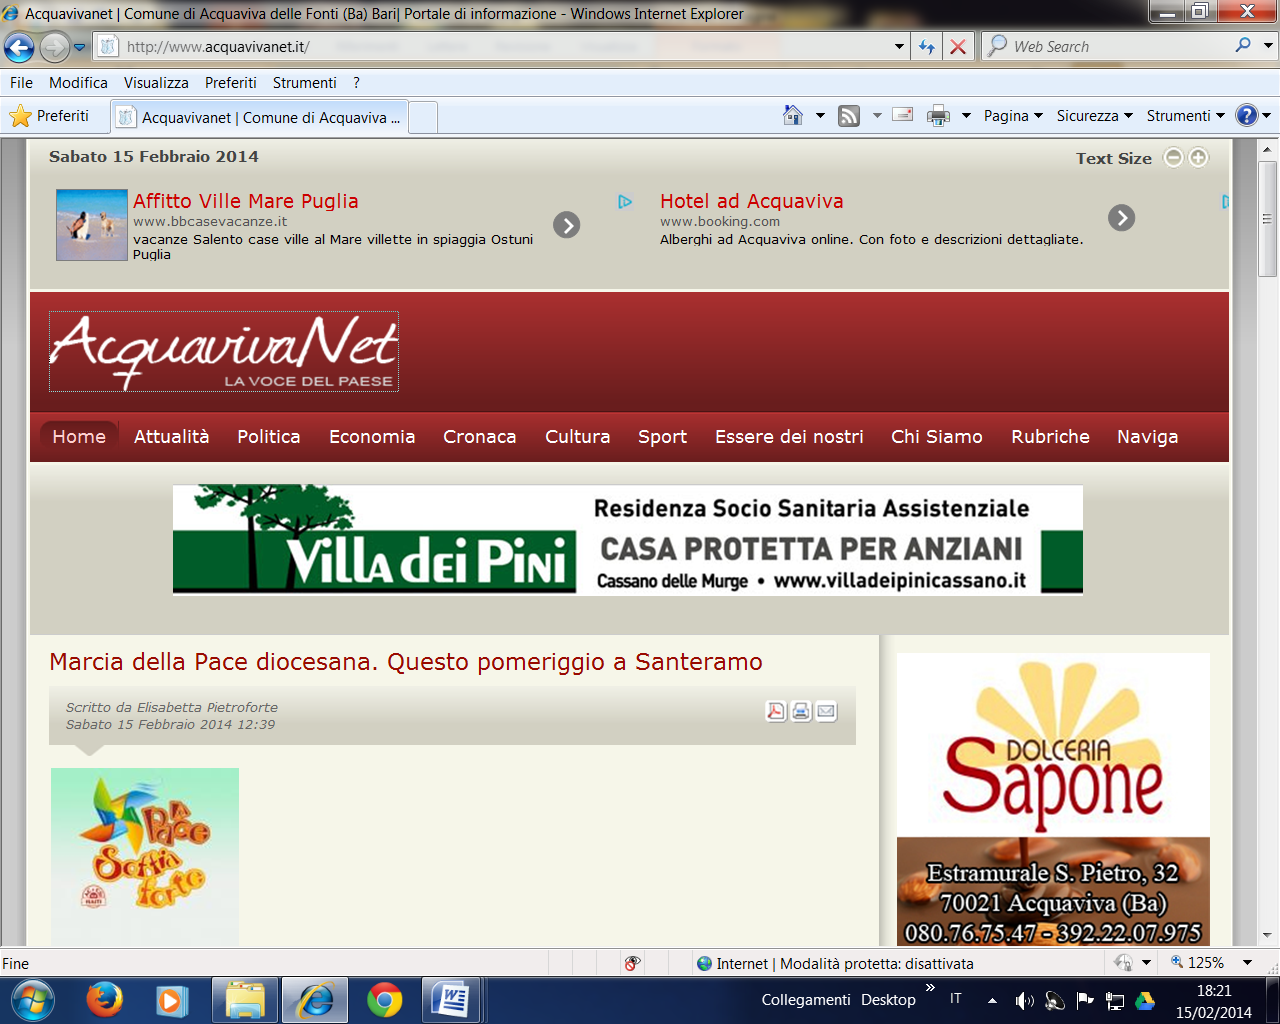 Acquavivanet | Comune di Acquaviva delle Fonti (Ba) Bari| Portale di informazione - Windows Internet Explorer
http://www.acquavivanet.it/
Web Search
File Modifica Visualizza Preferiti Strumenti ?
Preferiti Acquavivanet | Comune di Acquaviva ... Pagina Sicurezza Strumenti
Sabato 15 Febbraio 2014 Text Size
Affitto Ville Mare Puglia
www.bbcasevacanze.it
vacanze Salento case ville al Mare villette in spiaggia Ostuni
Puglia
Hotel ad Acquaviva
www.booking.com
Alberghi ad Acquaviva online. Con foto e descrizioni dettagliate.
AcquavivaNet
LA VOCE DEL PAESE
Home Attualità Politica Economia Cronaca Cultura Sport Essere dei nostri Chi Siamo Rubriche Naviga
Villa dei Pini
Residenza Socio Sanitaria Assistenziale
CASA PROTETTA PER ANZIANI
Cassano delle Murge • www.villadeipinicassano.it
Marcia della Pace diocesana. Questo pomeriggio a Santeramo
Scritto da Elisabetta Pietroforte
Sabato 15 Febbraio 2014 12:39
LA
PACE
Soffia
forte
HAITI
DOLCERIA
Sapone
Estramurale S. Pietro, 32
70021 Acquaviva (Ba)
080.76.75.47 - 392.22.07.975
Fine Internet | Modalità protetta: disattivata 125%
Collegamenti Desktop » IT 18:21
15/02/2014